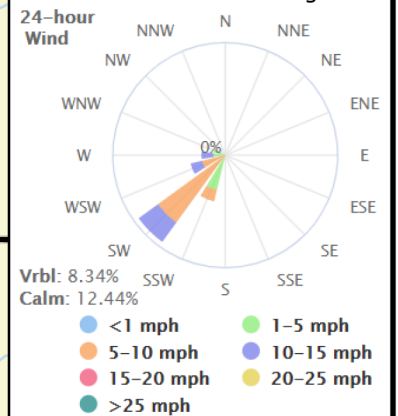 24-hour
Wind
N
NNW NNE
NW NE
WNW ENE
0%
W E
WSW ESE
SW SE
Vrbl: 8.34%
SSW SSE
S
Calm: 12.44%
<1 mph 1-5 mph
5-10 mph 10-15 mph
15-20 mph 20-25 mph
>25 mph